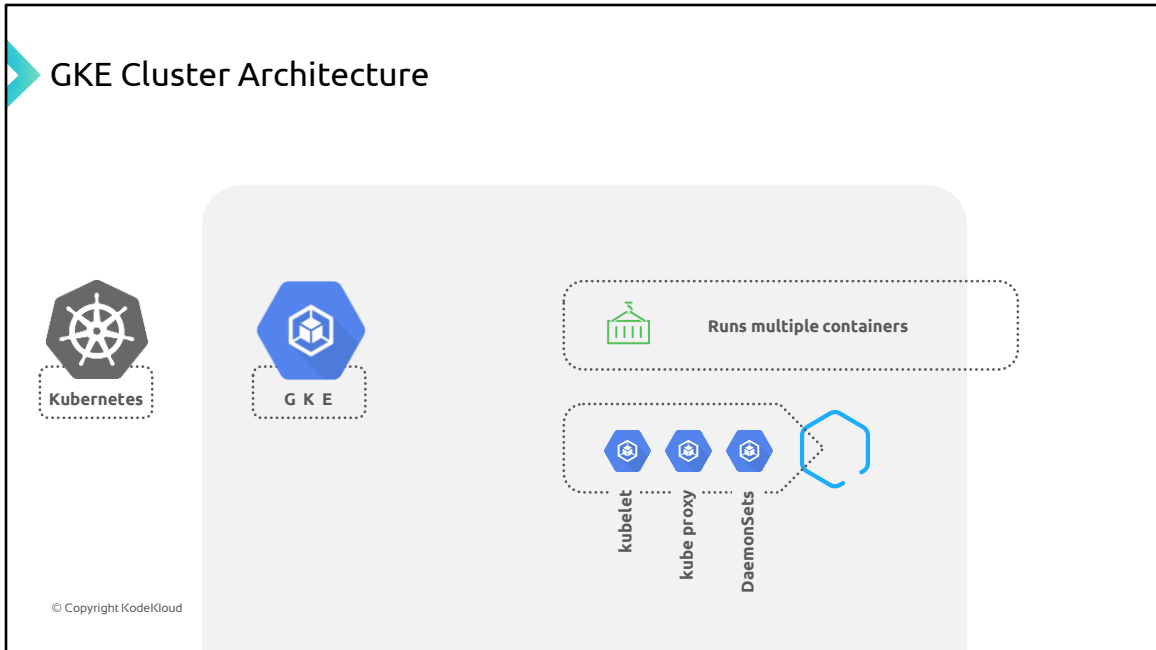 GKE Cluster Architecture
Runs multiple containers
Kubernetes
G K E
kubelet
kube proxy
DaemonSets
© Copyright KodeKloud